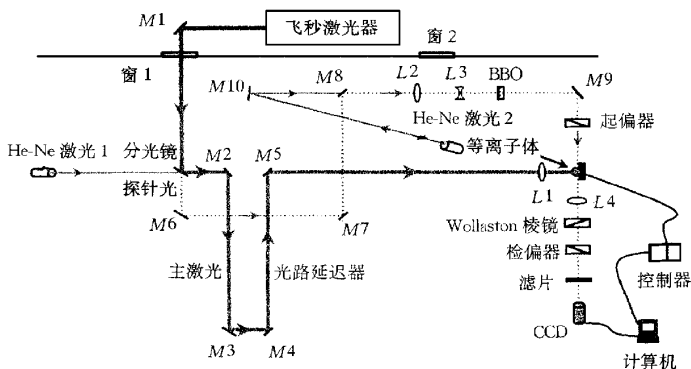 M1
飞秒激光器
窗1
窗2
M10
M8
L2
L3
BBO
M9
He-Ne 激光2
起偏器
等离子体
He-Ne 激光1
分光镜
M2
M5
探针光
L1
L4
M6
M7
Wollaston 棱镜
主激光
光路延迟器
检偏器
控制器
滤片
M3
M4
CCD
计算机